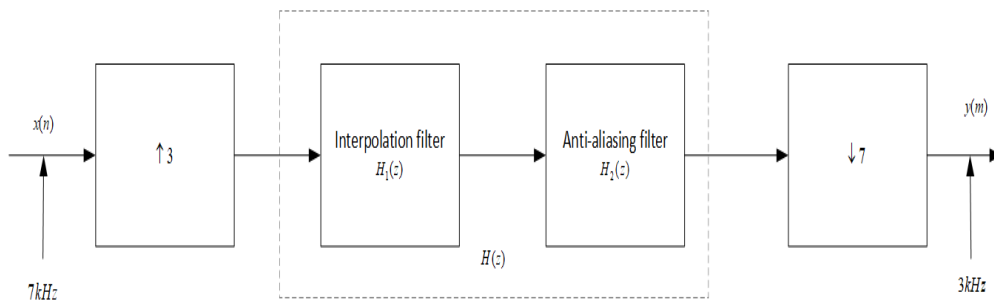 x(n)
↑ 3
Interpolation filter
H₁(z)
Anti-aliasing filter
H₂(z)
↓ 7
y(m)
H(z)
7kHz
3kHz